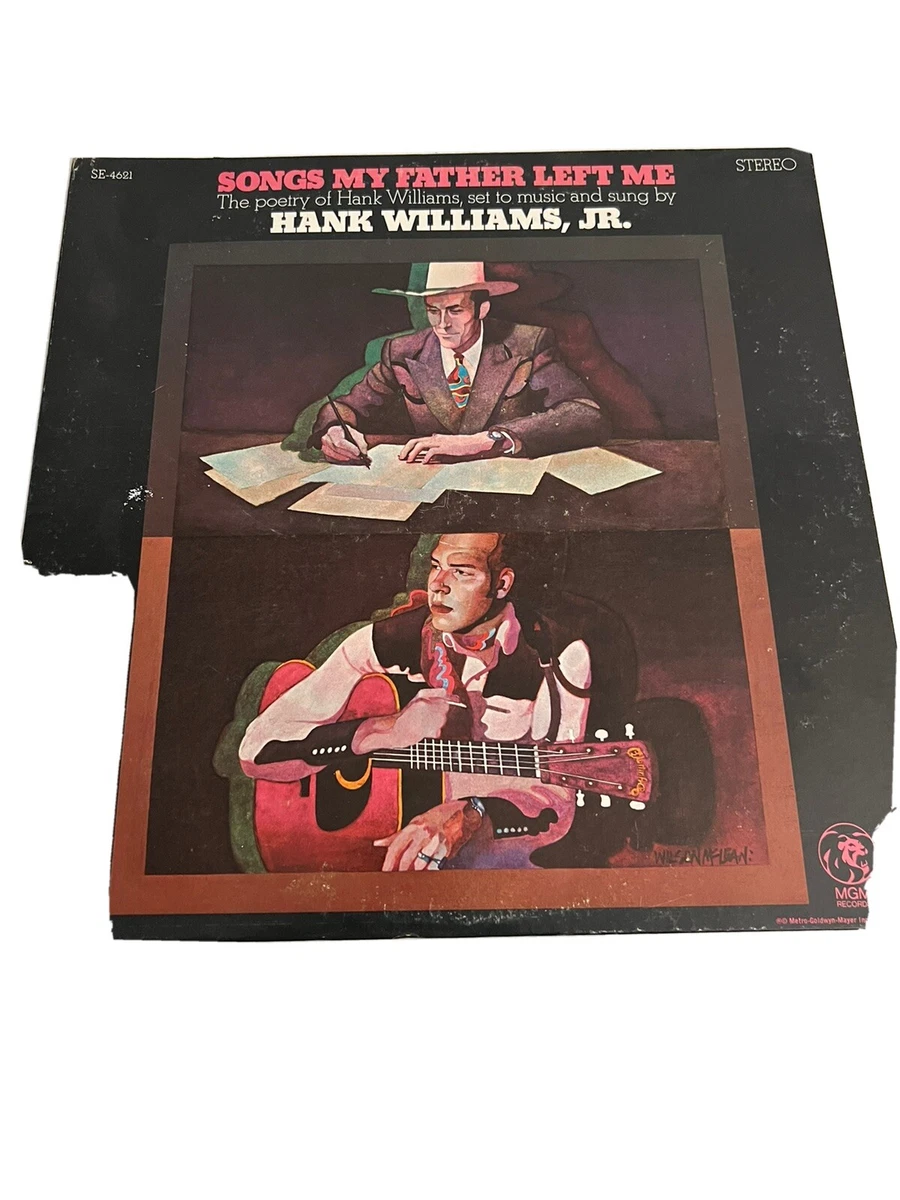 SE-4621
STEREO
SONGS MY FATHER LEFT ME
The poetry of Hank Williams, set to music and sung by
HANK WILLIAMS, JR.
WILSON McLEAN:
MGM
RECORD
℗© Metro-Goldwyn-Mayer Inc